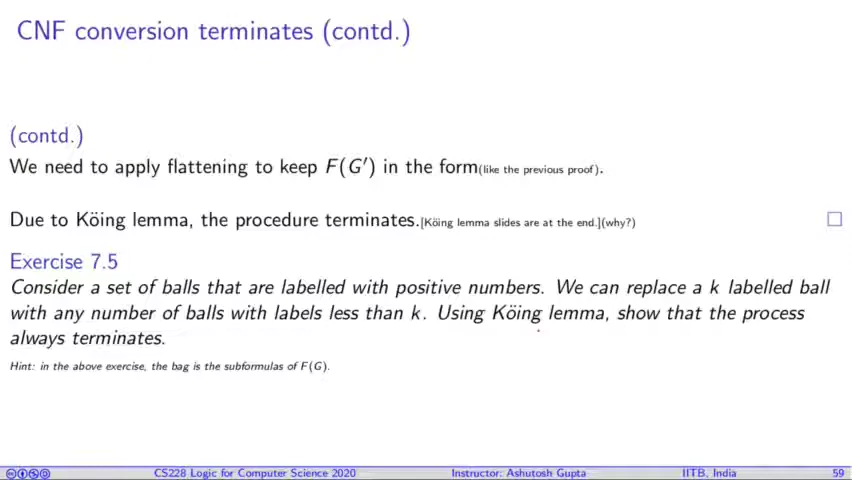 CNF conversion terminates (contd.)
(contd.)
We need to apply flattening to keep F(G′) in the form(like the previous proof).
Due to Köing lemma, the procedure terminates.[Köing lemma slides are at the end.](why?) □
Exercise 7.5
Consider a set of balls that are labelled with positive numbers. We can replace a k labelled ball
with any number of balls with labels less than k. Using Köing lemma, show that the process
always terminates.
Hint: in the above exercise, the bag is the subformulas of F(G).
CS228 Logic for Computer Science 2020 Instructor: Ashutosh Gupta IITB, India 59